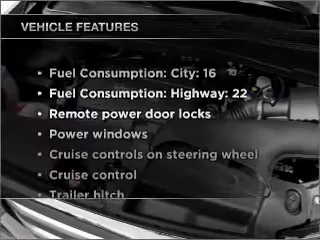 VEHICLE FEATURES
• Fuel Consumption: City: 16
• Fuel Consumption: Highway: 22
• Remote power door locks
• Power windows
• Cruise controls on steering wheel
• Cruise control
• Trailer hitch